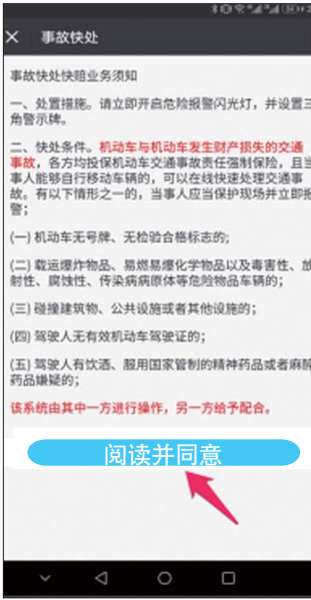 事故快处
事故快处快赔业务须知
一、处置措施。请立即开启危险报警闪光灯，并设置三
角警示牌。
二、快处条件。机动车与机动车发生财产损失的交通
事故，各方均投保机动车交通事故责任强制保险，且当
事人能够自行移动车辆的，可以在线快速处理交通事
故。有以下情形之一的，当事人应当保护现场并立即报
警；
(一) 机动车无号牌、无检验合格标志的;
(二) 载运爆炸物品、易燃易爆化学物品以及毒害性、放
射性、腐蚀性、传染病病原体等危险物品车辆的；
(三) 碰撞建筑物、公共设施或者其他设施的；
(四) 驾驶人无有效机动车驾驶证的；
(五) 驾驶人有饮酒、服用国家管制的精神药品或者麻醉
药品嫌疑的；
该系统由其中一方进行操作，另一方给予配合。
阅读并同意